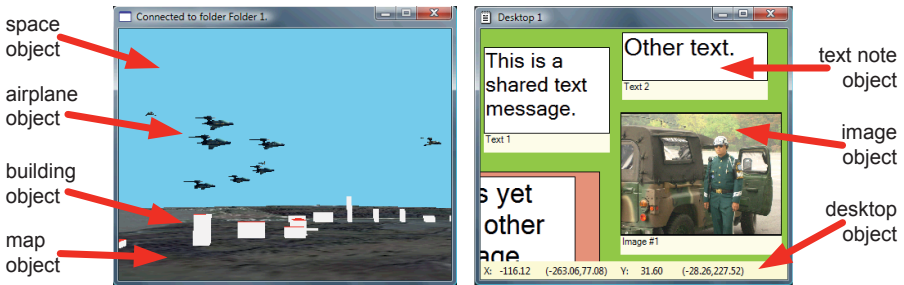 space
object
airplane
object
building
object
map
object
Connected to folder Folder 1.
Desktop 1
This is a
shared text
message.
Text 1
Other text.
Text 2
s yet
other
age
Image #1
X: -116.12 (-263.06,77.08) Y: 31.60 (-28.26,227.52)
text note
object
image
object
desktop
object